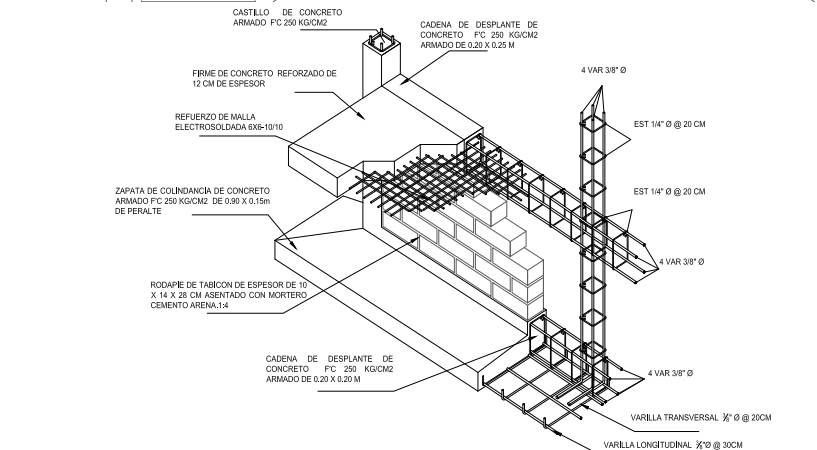 CASTILLO DE CONCRETO
ARMADO F'C 250 KG/CM2
CADENA DE DESPLANTE DE
CONCRETO F'C 250 KG/CM2
ARMADO DE 0.20 X 0.25 M
FIRME DE CONCRETO REFORZADO DE
12 CM DE ESPESOR
4 VAR 3/8" Ø
REFUERZO DE MALLA
ELECTROSOLDADA 6X6-10/10
EST 1/4" Ø @ 20 CM
ZAPATA DE COLINDANCIA DE CONCRETO
ARMADO F'C 250 KG/CM2 DE 0.90 X 0.15m
DE PERALTE
EST 1/4" Ø @ 20 CM
4 VAR 3/8" Ø
RODAPIE DE TABICON DE ESPESOR DE 10
X 14 X 28 CM ASENTADO CON MORTERO
CEMENTO ARENA.1:4
CADENA DE DESPLANTE DE
CONCRETO F'C 250 KG/CM2
ARMADO DE 0.20 X 0.20 M
4 VAR 3/8" Ø
VARILLA TRANSVERSAL Ø @ 20CM
VARILLA LONGITUDINAL Ø @ 30CM